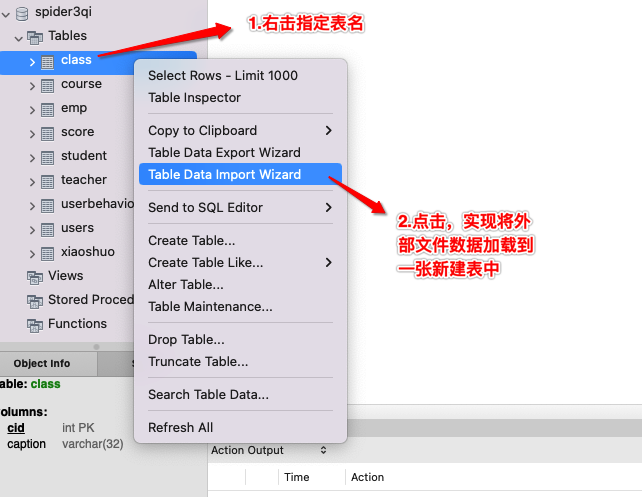 spider3qi
Tables
class
course
emp
score
student
teacher
userbehavio
users
xiaoshuo
Views
Stored Proced
Functions
1.右击指定表名
Select Rows - Limit 1000
Table Inspector
Copy to Clipboard
Table Data Export Wizard
Table Data Import Wizard
Send to SQL Editor
Create Table...
Create Table Like...
Alter Table...
Table Maintenance...
Drop Table...
Truncate Table...
Search Table Data...
Refresh All
2.点击，实现将外
部文件数据加载到
一张新建表中
Object Info
able: class
olumns:
cid int PK
caption varchar(32)
Action Output
Time Action